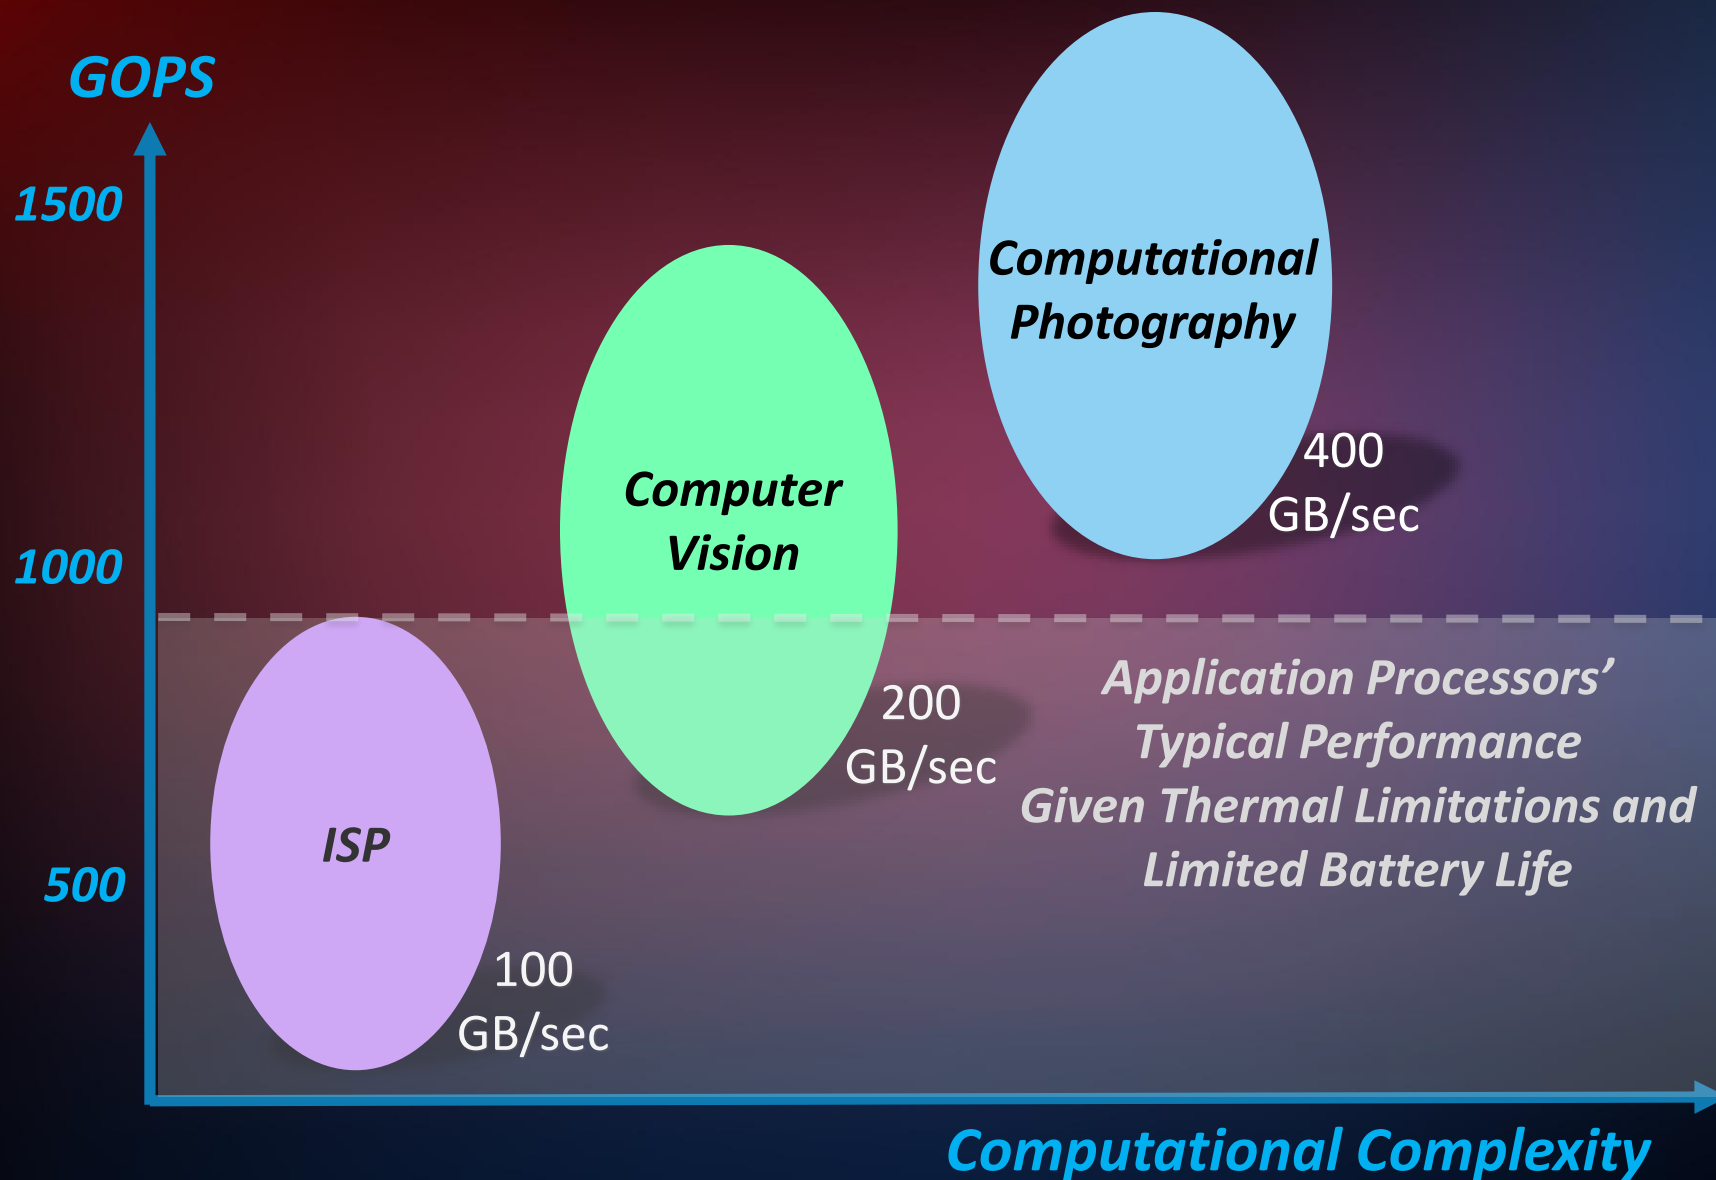 GOPS
1500
1000
500
Computational
Photography
400
GB/sec
Computer
Vision
200
GB/sec
ISP
100
GB/sec
Application Processors’
Typical Performance
Given Thermal Limitations and
Limited Battery Life
Computational Complexity